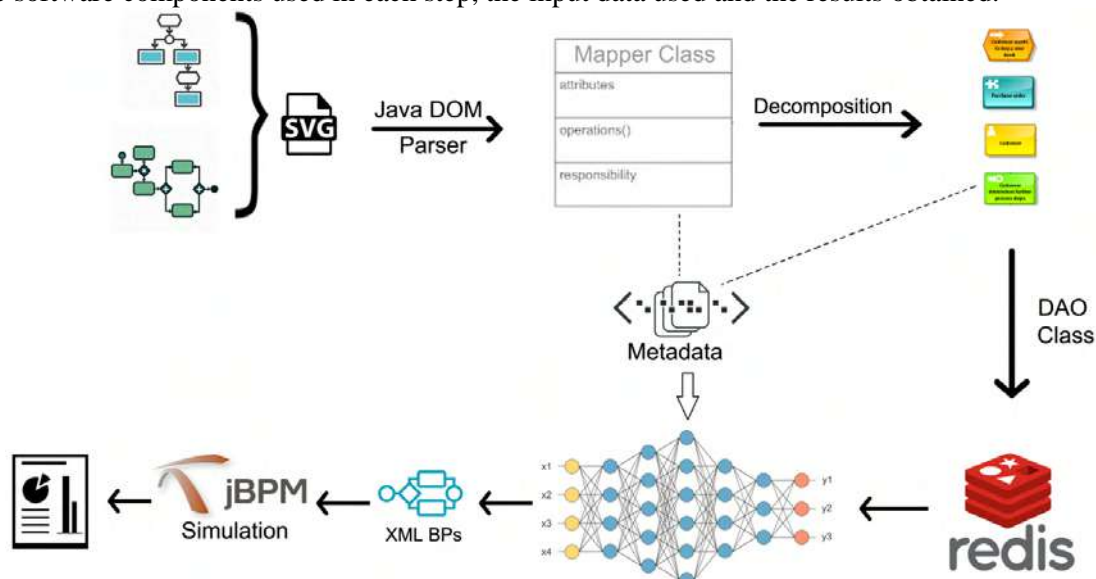 software components used in each step, the input data used and the results obtained.
SVG
Java DOM
Parser
Mapper Class
attributes
operations()
responsibility
Decomposition
Metadata
DAO
Class
jBPM
Simulation
XML BPs
x1
x2
x3
x4
y1
y2
y3
redis